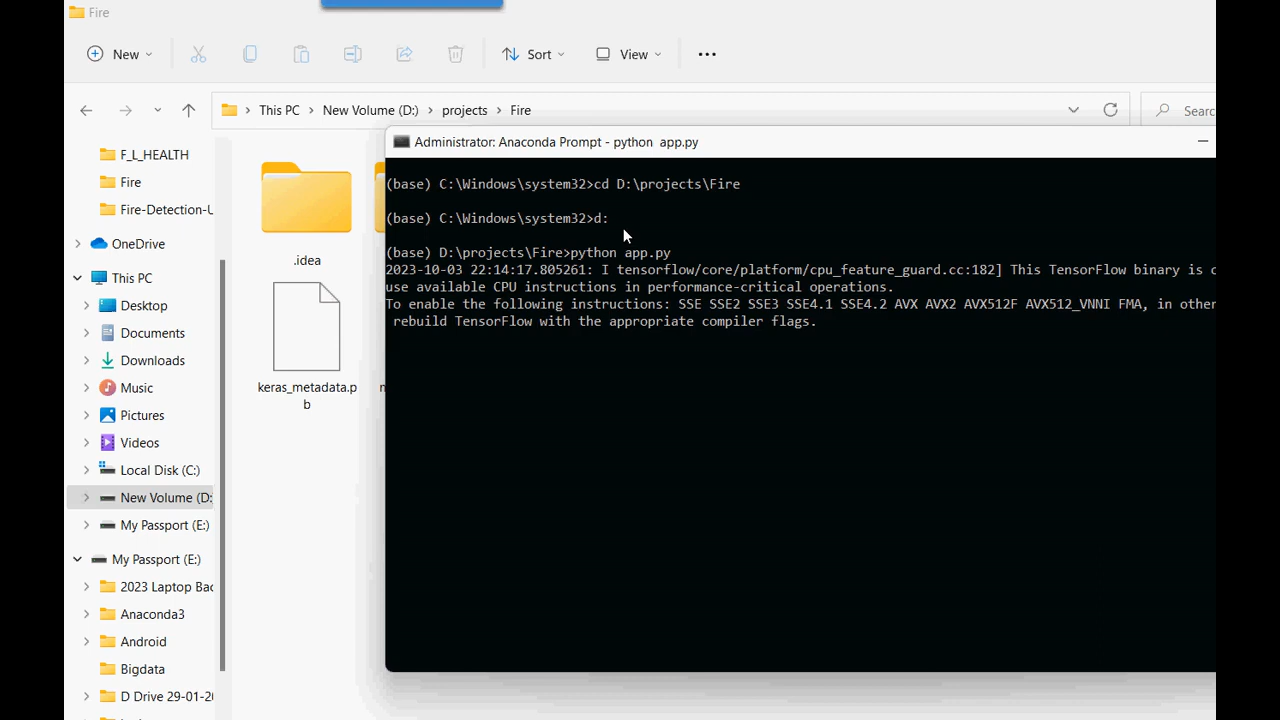 Fire
New
Sort
View
This PC
New Volume (D:)
projects
Fire
Searc
F_L_HEALTH
Fire
Fire-Detection-U
OneDrive
This PC
Desktop
Documents
Downloads
Music
Pictures
Videos
Local Disk (C:)
New Volume (D:
My Passport (E:)
My Passport (E:)
2023 Laptop Bac
Anaconda3
Android
Bigdata
D Drive 29-01-20
.idea
keras_metadata.p
b
Administrator: Anaconda Prompt - python  app.py
(base) C:\Windows\system32>cd D:\projects\Fire
(base) C:\Windows\system32>d:
(base) D:\projects\Fire>python app.py
2023-10-03 22:14:17.805261: I tensorflow/core/platform/cpu_feature_guard.cc:182] This TensorFlow binary is
use available CPU instructions in performance-critical operations.
To enable the following instructions: SSE SSE2 SSE3 SSE4.1 SSE4.2 AVX AVX2 AVX512F AVX512_VNNI FMA, in other
rebuild TensorFlow with the appropriate compiler flags.